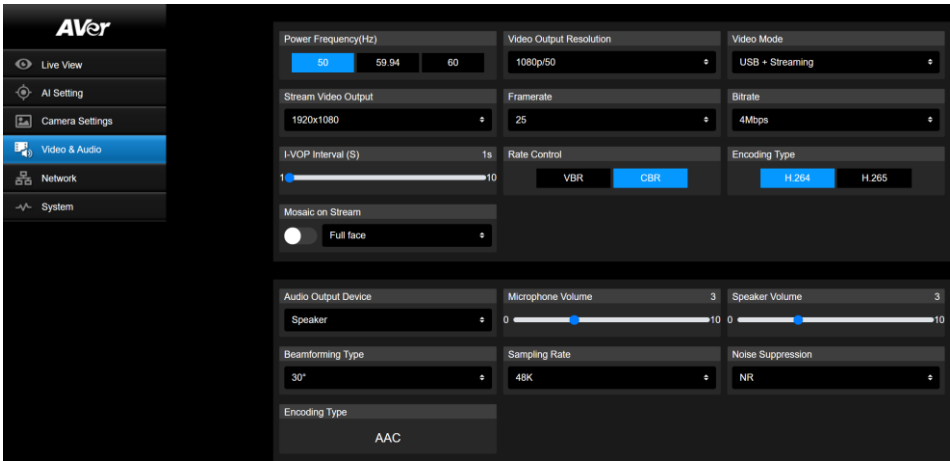 AVer
Live View
AI Setting
Camera Settings
Video & Audio
Network
System
Power Frequency(Hz)
50 59.94 60
Video Output Resolution
1080p/50
Video Mode
USB + Streaming
Stream Video Output
1920x1080
Framerate
25
Bitrate
4Mbps
I-VOP Interval (S) 1s
1 10
Rate Control
VBR CBR
Encoding Type
H.264 H.265
Mosaic on Stream
Full face
Audio Output Device
Speaker
Microphone Volume 3
0 10
Speaker Volume 3
0 10
Beamforming Type
30°
Sampling Rate
48K
Noise Suppression
NR
Encoding Type
AAC